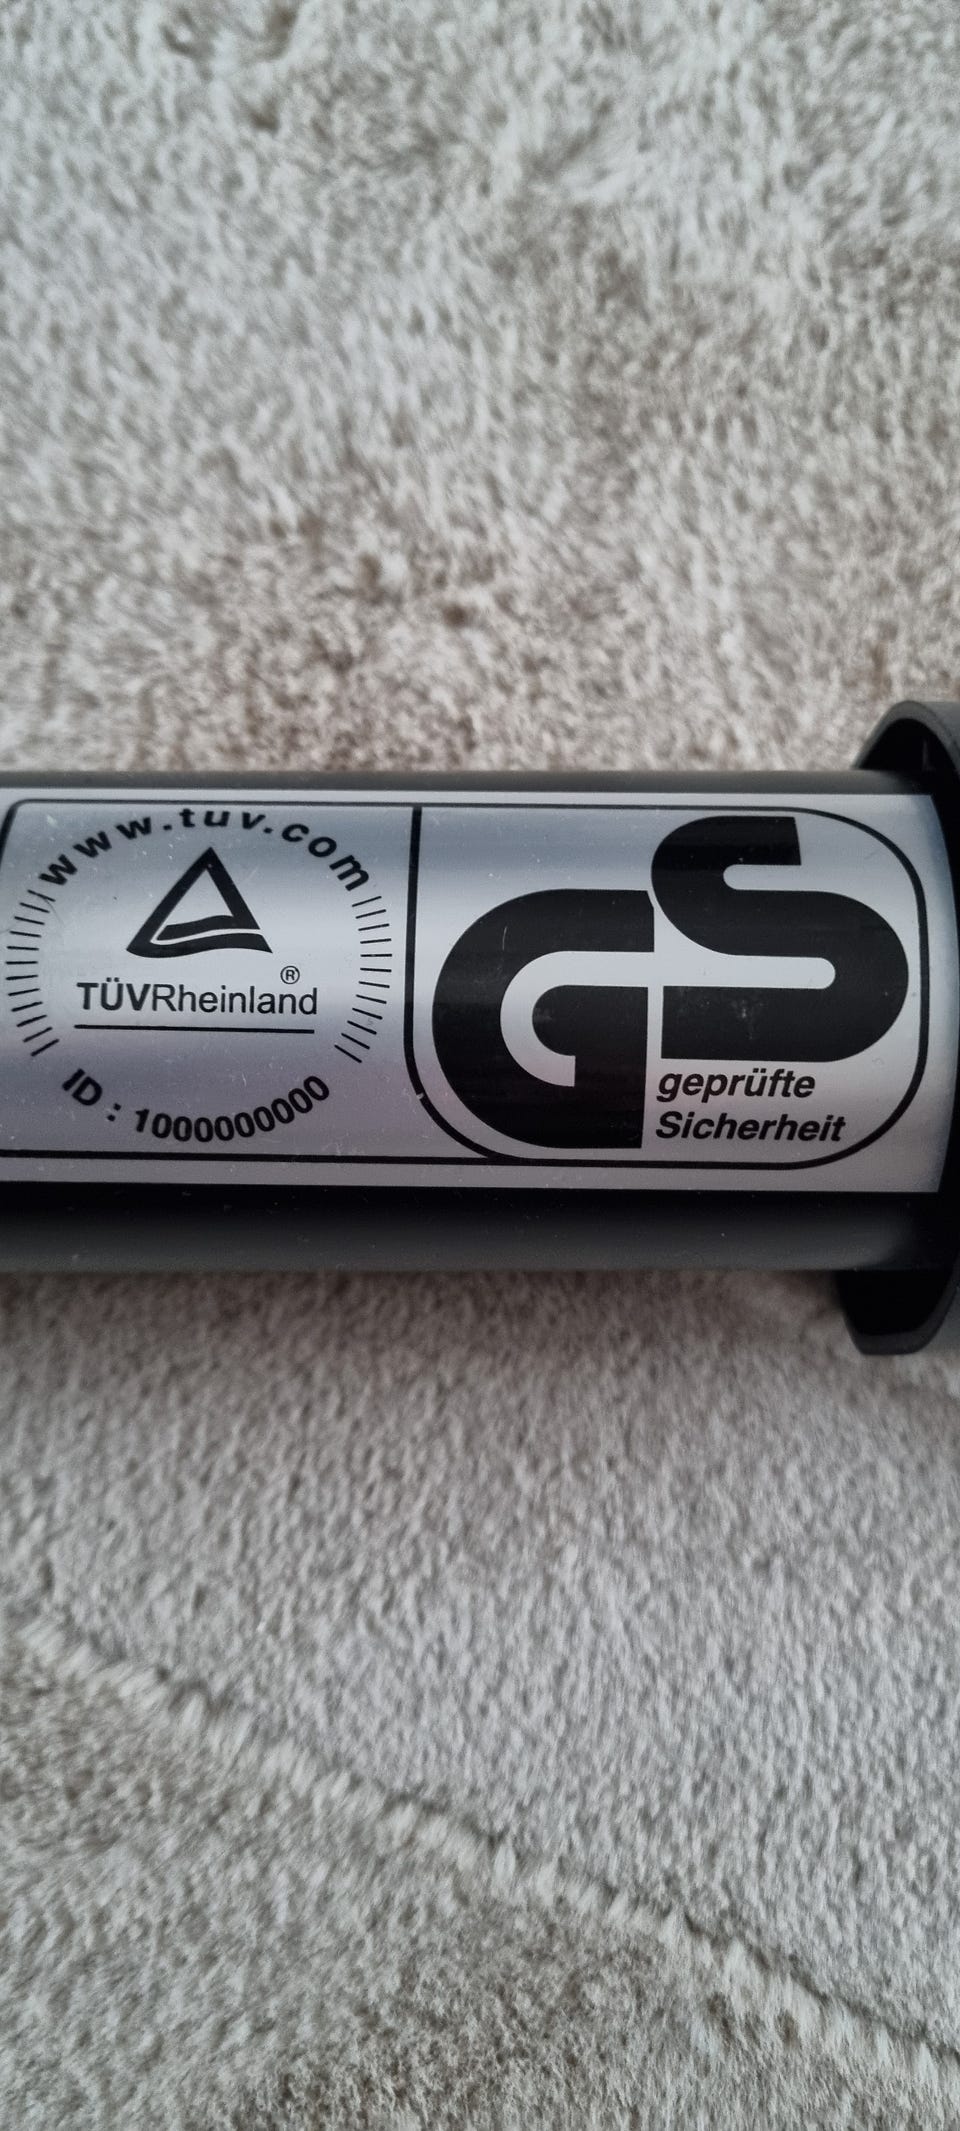 www.tuv.com
TÜVRheinland®
ID : 1000000000
GS
geprüfte
Sicherheit